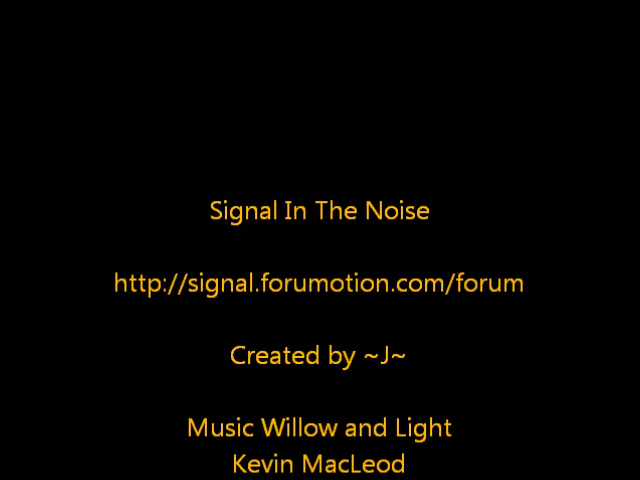 Signal In The Noise
http://signal.forumotion.com/forum
Created by ~J~
Music Willow and Light
Kevin MacLeod